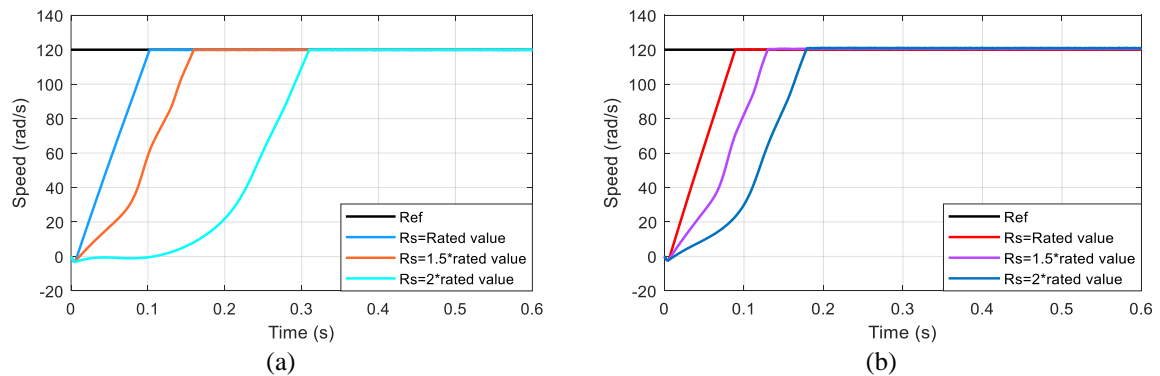 140
120
100
80
60
40
20
0
-20
Speed (rad/s)
0
0.1
0.2
0.3
0.4
0.5
0.6
Time (s)
Ref
Rs=Rated value
Rs=1.5*rated value
Rs=2*rated value
(a)
140
120
100
80
60
40
20
0
-20
Speed (rad/s)
0
0.1
0.2
0.3
0.4
0.5
0.6
Time (s)
Ref
Rs=Rated value
Rs=1.5*rated value
Rs=2*rated value
(b)